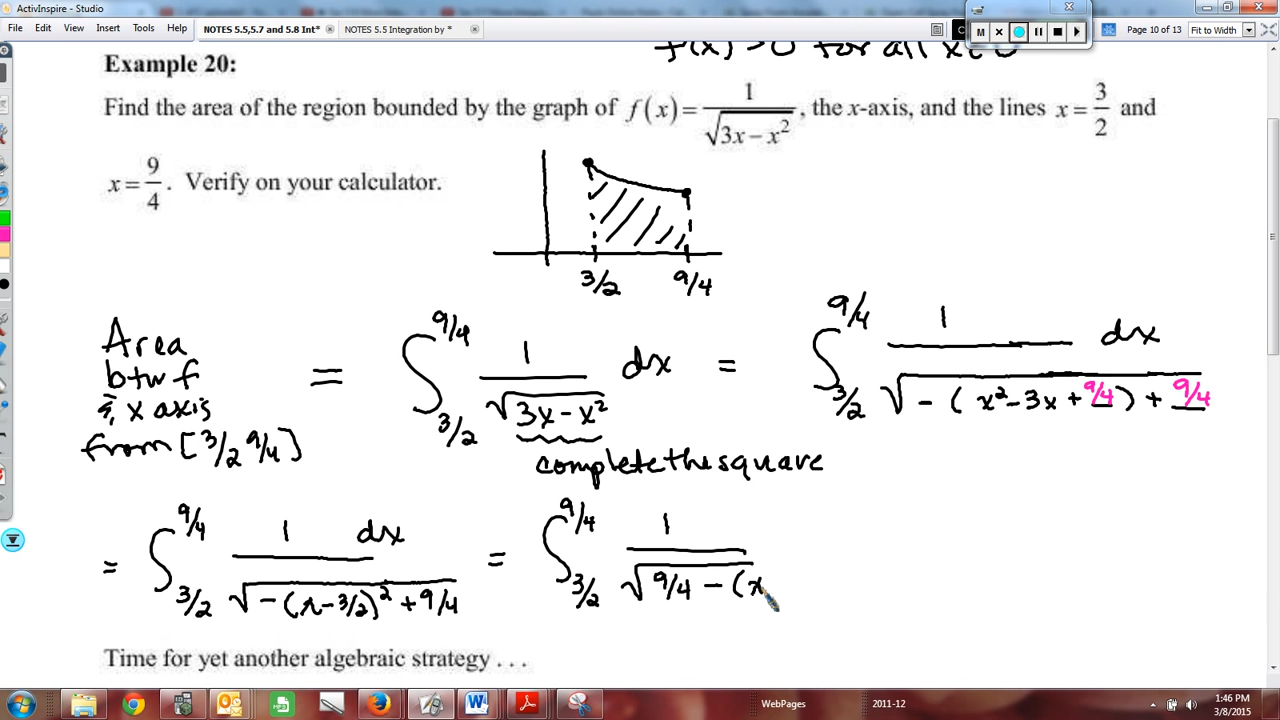 ActivInspire - Studio
File Edit View Insert Tools Help
NOTES 5.5,5.7 and 5.8 Int* NOTES 5.5 Integration by *
Page 10 of 13 Fit to Width
f(x) > 0 for all x
Example 20:
Find the area of the region bounded by the graph of f(x) = 1/√(3x − x²), the x-axis, and the lines x = 3/2 and
x = 9/4. Verify on your calculator.
3/2 9/4
Area
btw f
& x axis
from [3/2 9/4]
= ∫_{3/2}^{9/4} 1/√(3x − x²) dx = ∫_{3/2}^{9/4} 1/√(−(x² − 3x + 9/4) + 9/4) dx
complete the square
= ∫_{3/2}^{9/4} 1/√(−(x − 3/2)² + 9/4) dx = ∫_{3/2}^{9/4} 1/√(9/4 − (x
Time for yet another algebraic strategy . . .
WebPages 2011-12
1:46 PM
3/8/2015